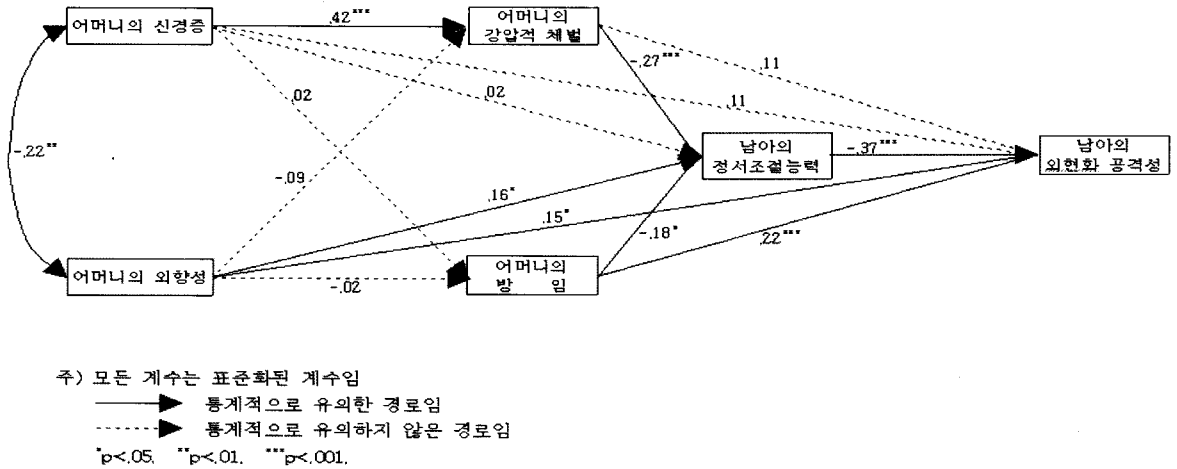 어머니의 신경증
.42***
어머니의
강압적 체벌
-.27***
.11
.02
.02
.11
-.22**
남아의
정서조절능력
-.37***
남아의
외현화 공격성
-.09
.16*
.15*
-.18*
.22***
어머니의 외향성
-.02
어머니의
방 임
주) 모든 계수는 표준화된 계수임
통계적으로 유의한 경로임
통계적으로 유의하지 않은 경로임
*p<.05. **p<.01. ***p<.001.